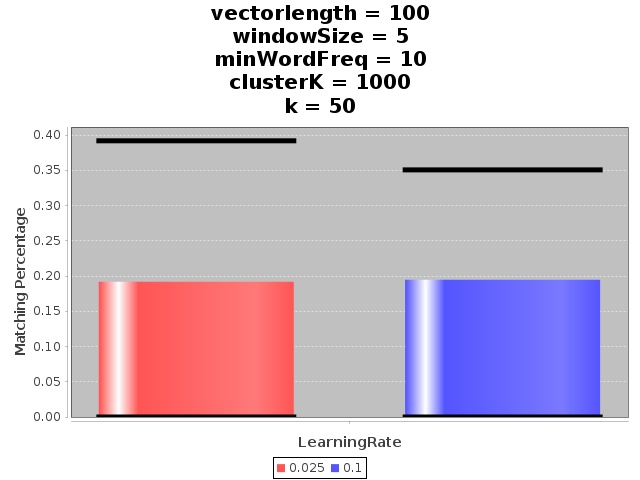 vectorlength = 100
windowSize = 5
minWordFreq = 10
clusterK = 1000
k = 50
0.40
0.35
0.30
0.25
0.20
0.15
0.10
0.05
0.00
Matching Percentage
LearningRate
0.025 0.1